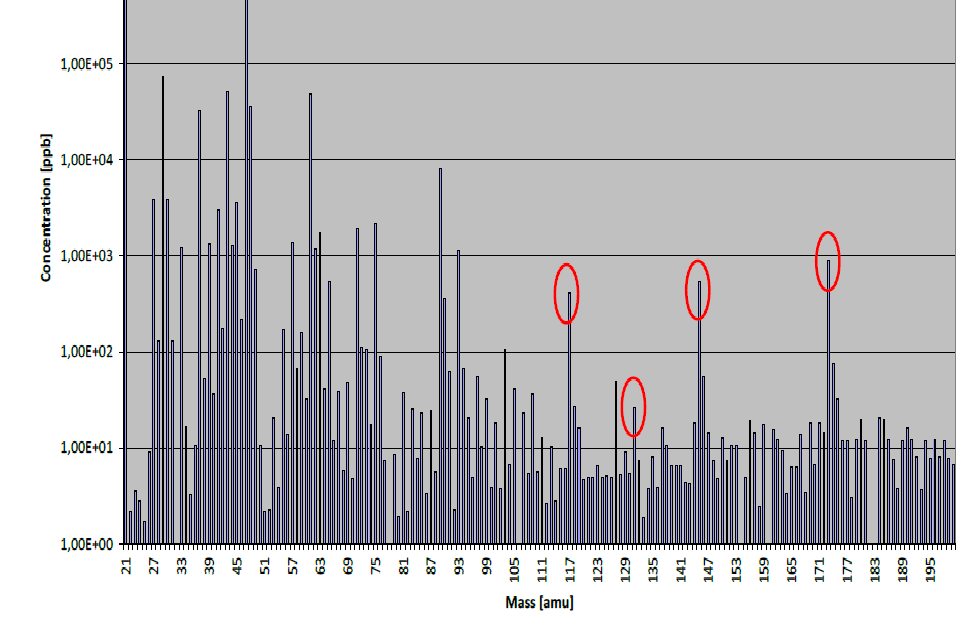 1,00E+05
1,00E+04
1,00E+03
1,00E+02
1,00E+01
1,00E+00
Concentration [ppb]
21 27 33 39 45 51 57 63 69 75 81 87 93 99 105 111 117 123 129 135 141 147 153 159 165 171 177 183 189 195
Mass [amu]